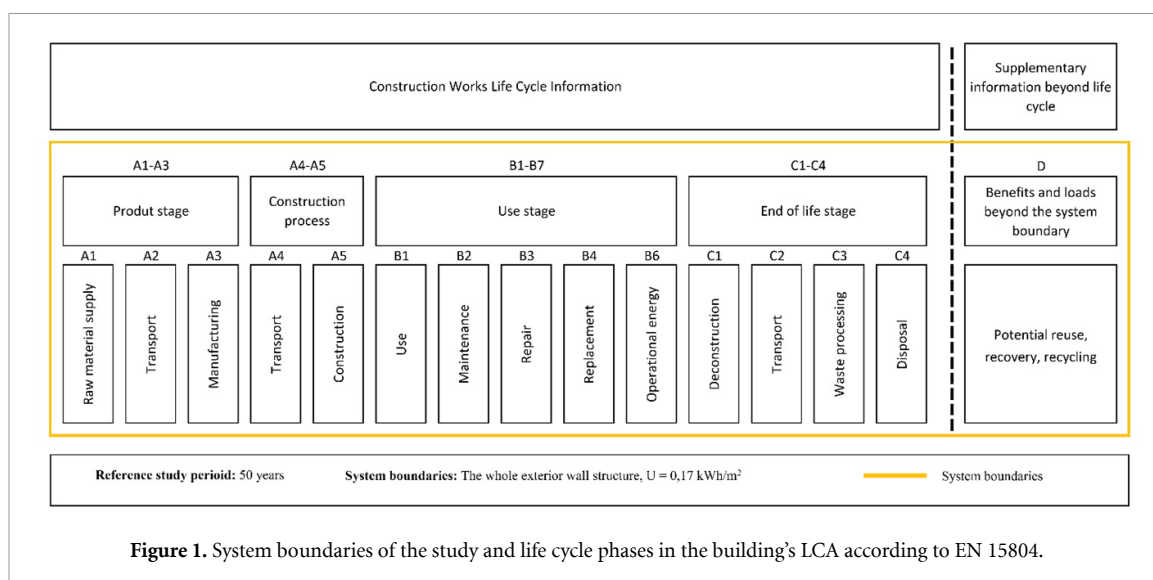 Construction Works Life Cycle Information
Supplementary
information beyond life
cycle
A1-A3
A4-A5
B1-B7
C1-C4
D
Produt stage
Construction
process
Use stage
End of life stage
Benefits and loads
beyond the system
boundary
A1
A2
A3
A4
A5
B1
B2
B3
B4
B6
C1
C2
C3
C4
Raw material supply
Transport
Manufacturing
Transport
Construction
Use
Maintenance
Repair
Replacement
Operational energy
Deconstruction
Transport
Waste processing
Disposal
Potential reuse,
recovery, recycling
Reference study perioid: 50 years
System boundaries: The whole exterior wall structure, U = 0,17 kWh/m²
System boundaries
Figure 1. System boundaries of the study and life cycle phases in the building's LCA according to EN 15804.